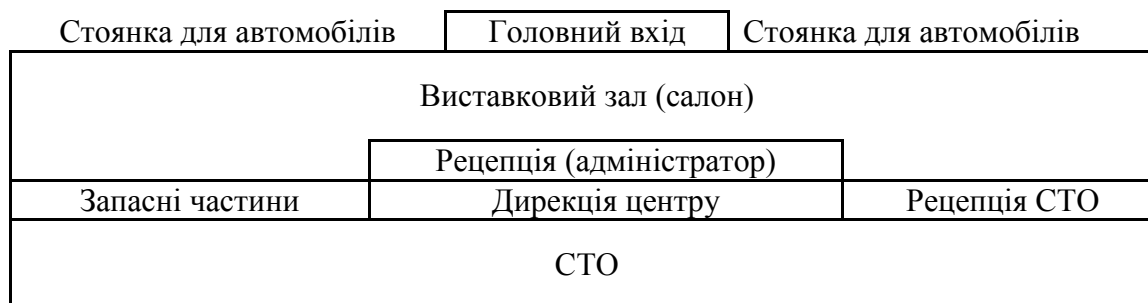 Стоянка для автомобілів Головний вхід Стоянка для автомобілів
Виставковий зал (салон)
Рецепція (адміністратор)
Запасні частини Дирекція центру Рецепція СТО
СТО